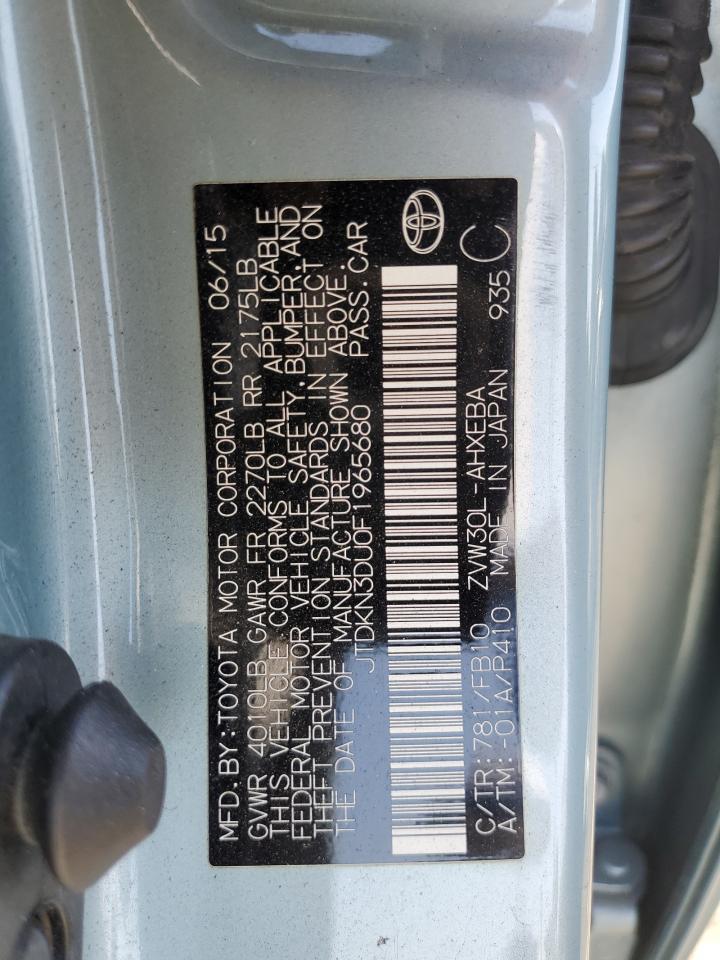 MFD. BY: TOYOTA MOTOR CORPORATION 06/15
GVWR 4010LB GAWR FR 2270LB RR 2175LB
THIS VEHICLE CONFORMS TO ALL APPLICABLE
FEDERAL MOTOR VEHICLE SAFETY, BUMPER, AND
THEFT PREVENTION STANDARDS IN EFFECT ON
THE DATE OF MANUFACTURE SHOWN ABOVE.
JTDKN3DU0F1965680 PASS. CAR
C/TR: 781/FB10 ZVW30L-AHXEBA
A/TM: -01A/P410 MADE IN JAPAN 935 C